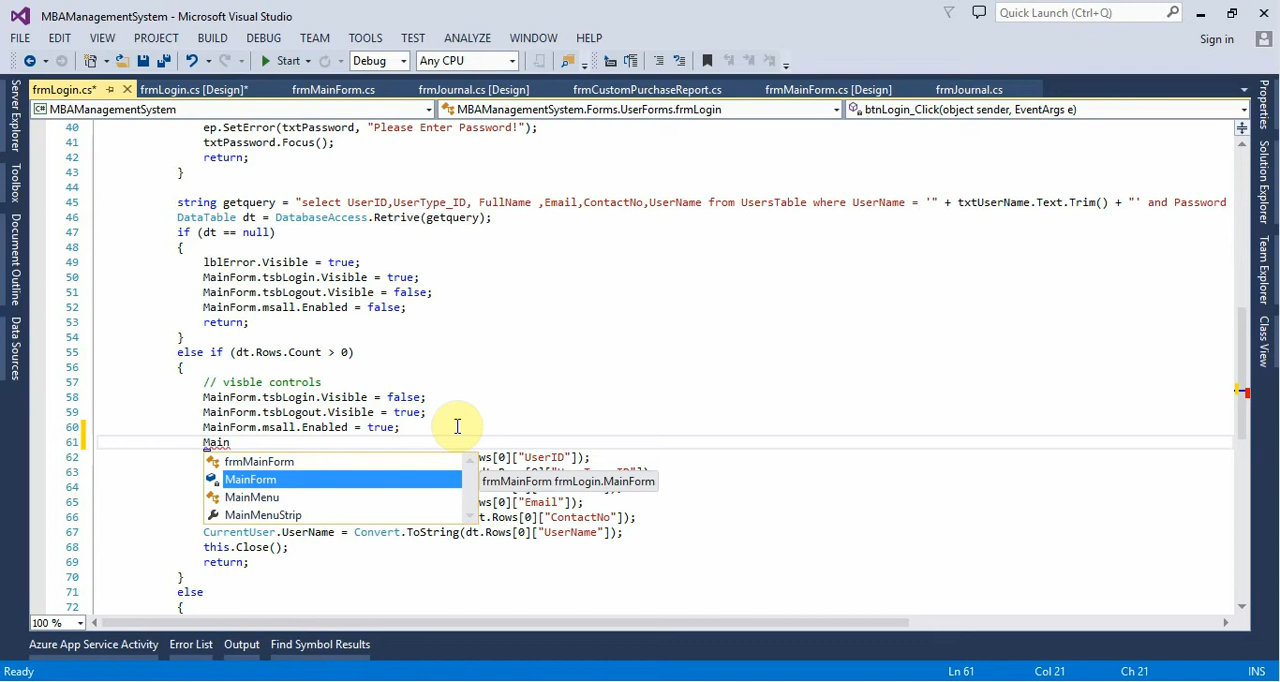 MBAManagementSystem - Microsoft Visual Studio
Quick Launch (Ctrl+Q)
FILE EDIT VIEW PROJECT BUILD DEBUG TEAM TOOLS TEST ANALYZE WINDOW HELP
Sign in
Start Debug Any CPU
frmLogin.cs* frmLogin.cs [Design]* frmMainForm.cs frmJournal.cs [Design] frmCustomPurchaseReport.cs frmMainForm.cs [Design] frmJournal.cs
MBAManagementSystem MBAManagementSystem.Forms.UserForms.frmLogin btnLogin_Click(object sender, EventArgs e)
Server Explorer
Toolbox
Document Outline
Data Sources
Properties
Solution Explorer
Team Explorer
Class View
40 ep.SetError(txtPassword, "Please Enter Password!");
41 txtPassword.Focus();
42 return;
43 }
44
45 string getquery = "select UserID,UserType_ID, FullName ,Email,ContactNo,UserName from UsersTable where UserName = '" + txtUserName.Text.Trim() + "' and Password
46 DataTable dt = DatabaseAccess.Retrive(getquery);
47 if (dt == null)
48 {
49 lblError.Visible = true;
50 MainForm.tsbLogin.Visible = true;
51 MainForm.tsbLogout.Visible = false;
52 MainForm.msall.Enabled = false;
53 return;
54 }
55 else if (dt.Rows.Count > 0)
56 {
57 // visble controls
58 MainForm.tsbLogin.Visible = false;
59 MainForm.tsbLogout.Visible = true;
60 MainForm.msall.Enabled = true;
61 Main
62 ws[0]["UserID"]);
63
64
65 ws[0]["Email"]);
66 t.Rows[0]["ContactNo"]);
frmMainForm
MainForm
MainMenu
MainMenuStrip
frmMainForm frmLogin.MainForm
67 CurrentUser.UserName = Convert.ToString(dt.Rows[0]["UserName"]);
68 this.Close();
69 return;
70 }
71 else
72 {
100 %
Azure App Service Activity Error List Output Find Symbol Results
Ready Ln 61 Col 21 Ch 21 INS